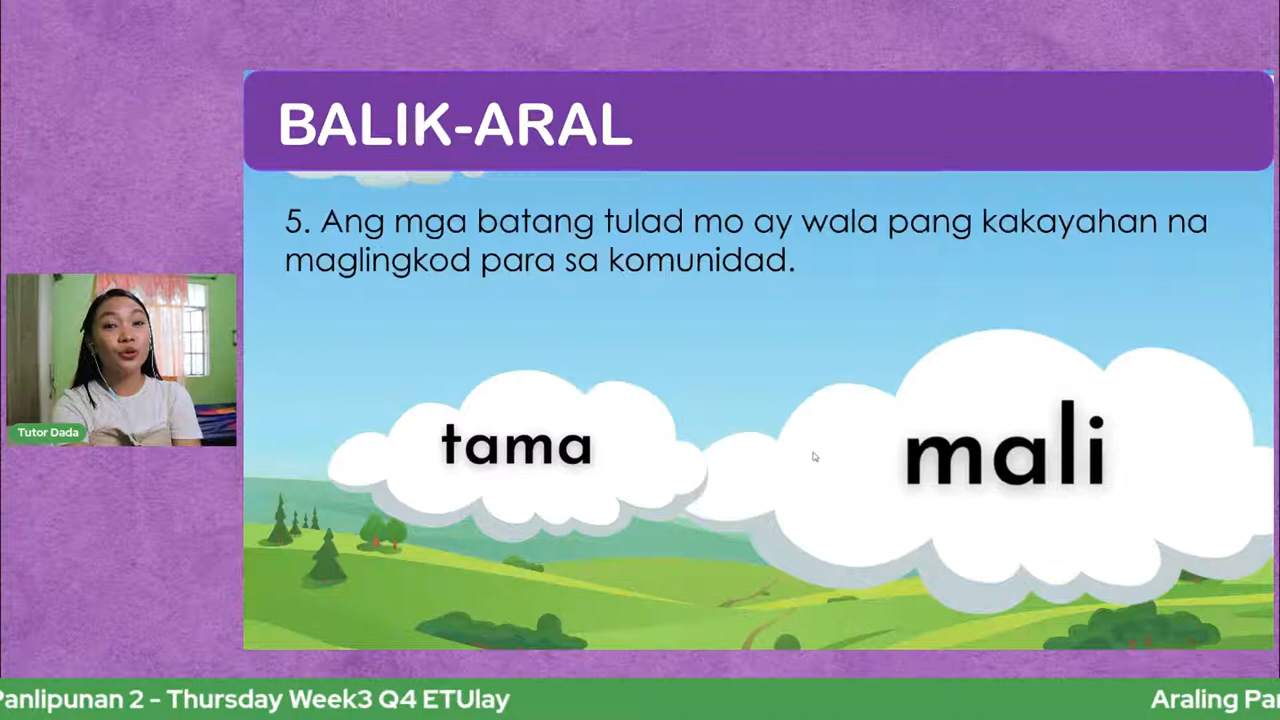 BALIK-ARAL
5. Ang mga batang tulad mo ay wala pang kakayahan na
maglingkod para sa komunidad.
tama
mali
Tutor Dada
Panlipunan 2 - Thursday Week3 Q4 ETUlay
Araling Pan